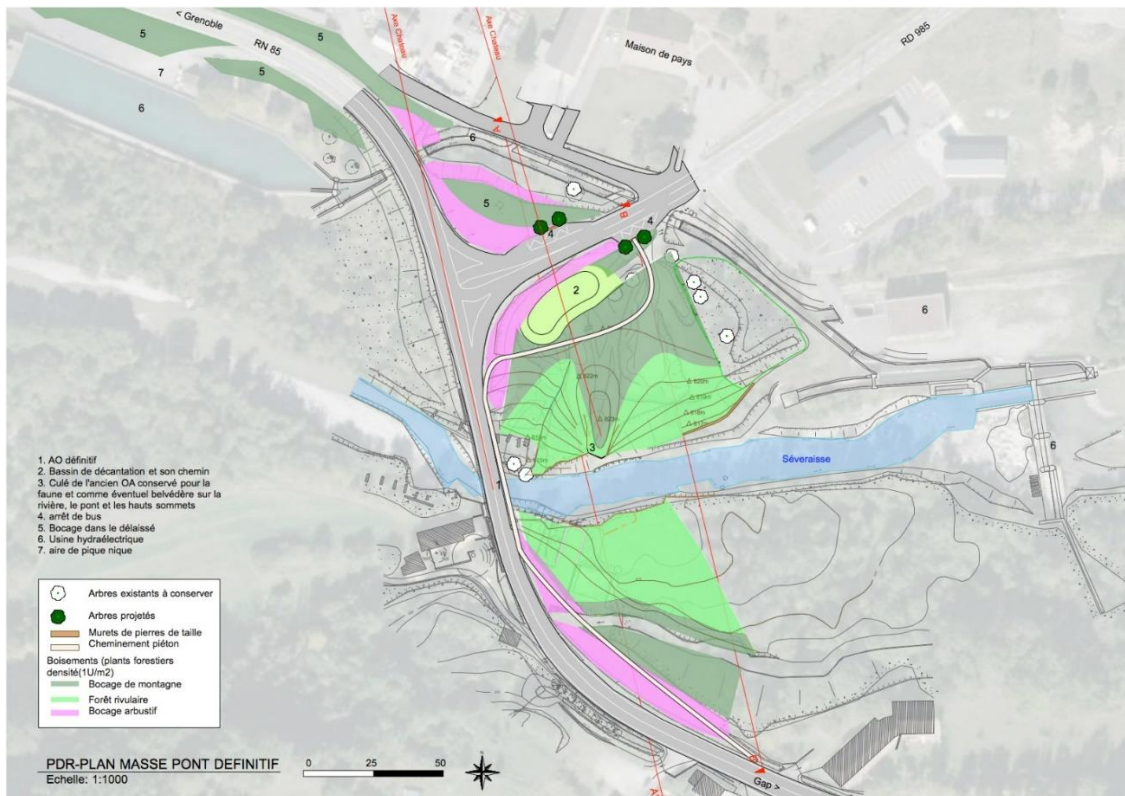 < Grenoble
RN 85
Axe Chateau
Axe Chateau
Maison de pays
RD 985
5
5
5
7
6
A
6
5
B
4
4
2
6
820m
823m
820m
3
Séveraisse
6
1
1. AO définitif
2. Bassin de décantation et son chemin
3. Culé de l'ancien OA conservé pour la
faune et comme éventuel belvédère sur la
rivière, le pont et les hauts sommets
4. arrêt de bus
5. Bocage dans le délaissé
6. Usine hydraélectrique
7. aire de pique nique
Arbres existants à conserver
Arbres projetés
Murets de pierres de taille
Cheminement piéton
Boisements (plants forestiers
densité(1U/m2)
Bocage de montagne
Forêt rivulaire
Bocage arbustif
PDR-PLAN MASSE PONT DEFINITIF
Echelle: 1:1000
0 25 50
Gap >